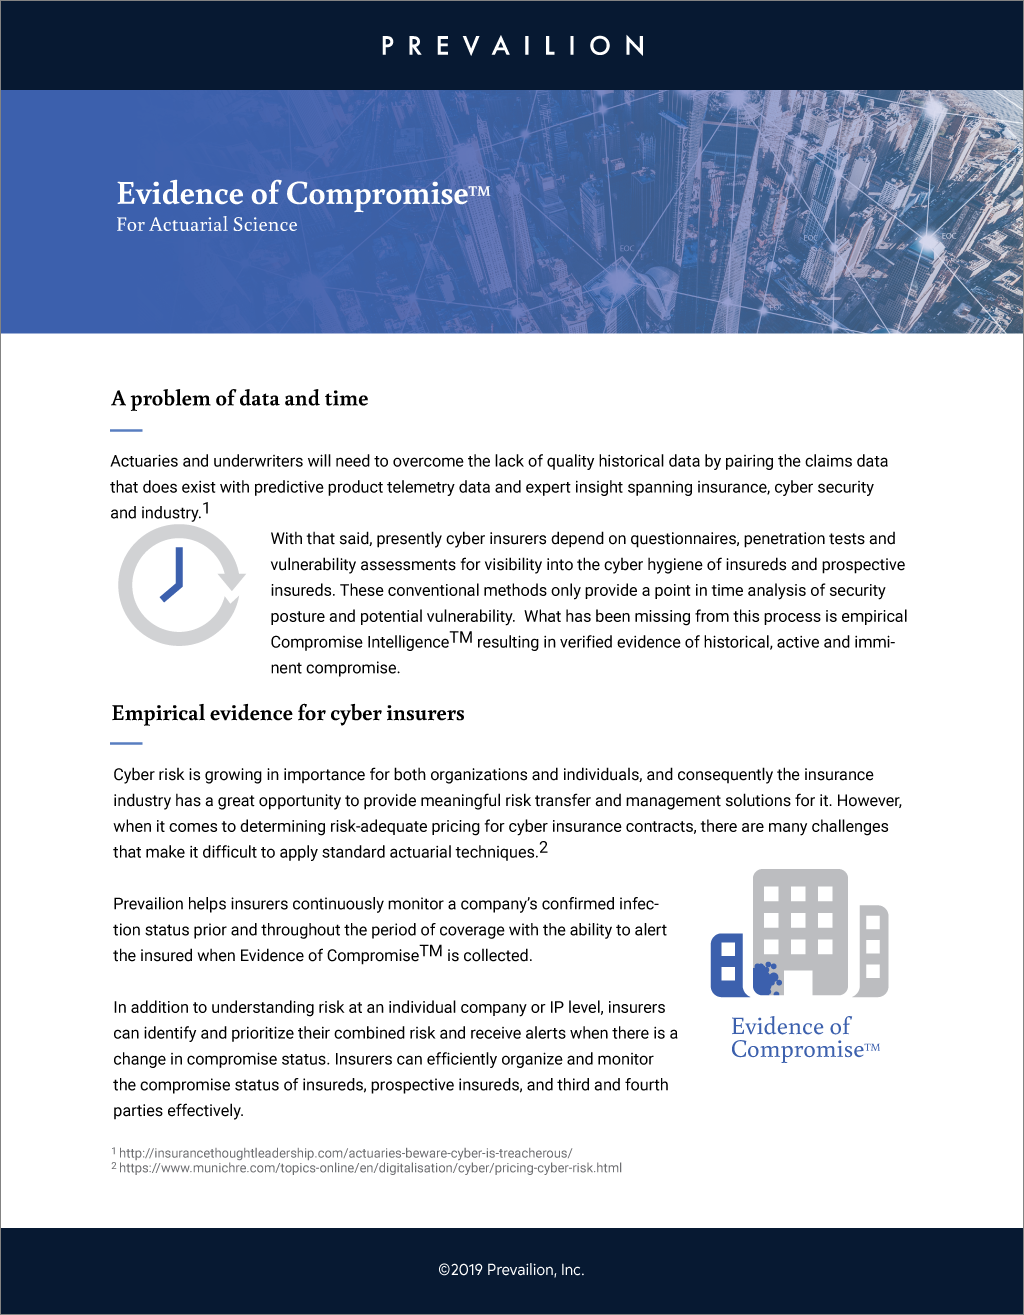 PREVAILION
Evidence of Compromise™
For Actuarial Science
EOC
EOC
EOC
EOC
A problem of data and time
Actuaries and underwriters will need to overcome the lack of quality historical data by pairing the claims data
that does exist with predictive product telemetry data and expert insight spanning insurance, cyber security
and industry.1
With that said, presently cyber insurers depend on questionnaires, penetration tests and
vulnerability assessments for visibility into the cyber hygiene of insureds and prospective
insureds. These conventional methods only provide a point in time analysis of security
posture and potential vulnerability.  What has been missing from this process is empirical
Compromise Intelligence™ resulting in verified evidence of historical, active and immi-
nent compromise.
Empirical evidence for cyber insurers
Cyber risk is growing in importance for both organizations and individuals, and consequently the insurance
industry has a great opportunity to provide meaningful risk transfer and management solutions for it. However,
when it comes to determining risk-adequate pricing for cyber insurance contracts, there are many challenges
that make it difficult to apply standard actuarial techniques.2
Prevailion helps insurers continuously monitor a company's confirmed infec-
tion status prior and throughout the period of coverage with the ability to alert
the insured when Evidence of Compromise™ is collected.
In addition to understanding risk at an individual company or IP level, insurers
can identify and prioritize their combined risk and receive alerts when there is a
change in compromise status. Insurers can efficiently organize and monitor
the compromise status of insureds, prospective insureds, and third and fourth
parties effectively.
Evidence of
Compromise™
1 http://insurancethoughtleadership.com/actuaries-beware-cyber-is-treacherous/
2 https://www.munichre.com/topics-online/en/digitalisation/cyber/pricing-cyber-risk.html
©2019 Prevailion, Inc.